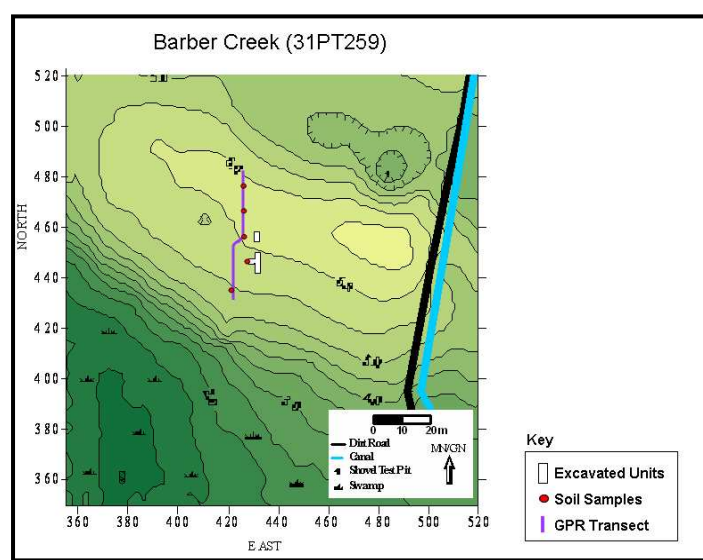 Barber Creek (31PT259)
520
500
480
460
440
420
400
380
360
NORTH
360 380 400 420 440 460 480 500 520
EAST
0 10 20m
Dirt Road
Canal
Shovel Test Pit
Swamp
MN/GN
Key
Excavated Units
Soil Samples
GPR Transect